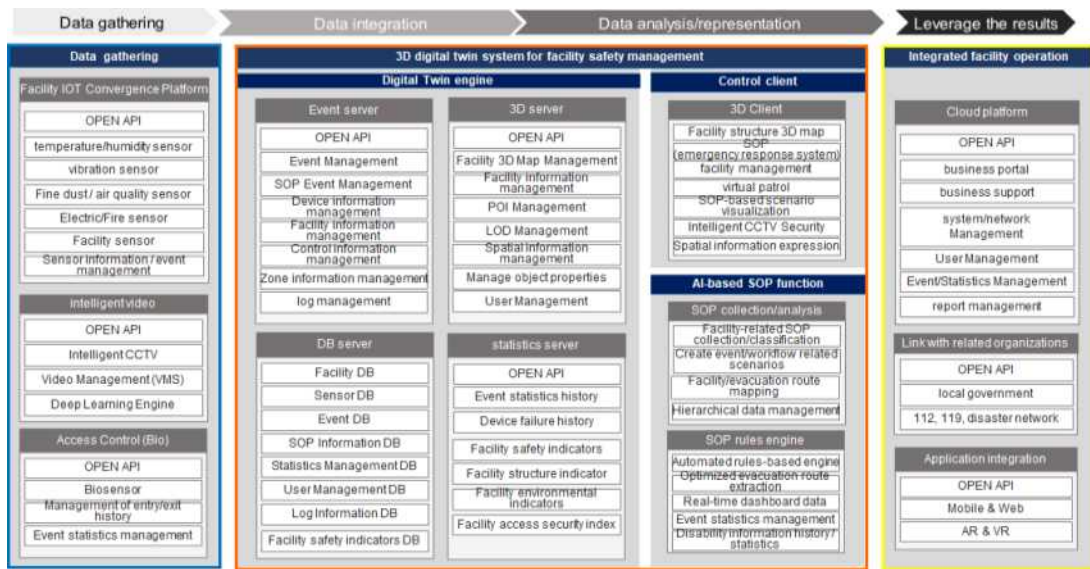 Data gathering
Data integration
Data analysis/representation
Leverage the results
Data gathering
Facility IOT Convergence Platform
OPEN API
temperature/humidity sensor
vibration sensor
Fine dust / air quality sensor
Electric/Fire sensor
Facility sensor
Sensor information / event
management
intelligent video
OPEN API
Intelligent CCTV
Video Management (VMS)
Deep Learning Engine
Access Control (Bio)
OPEN API
Biosensor
Management of entry/exit
history
Event statistics management
3D digital twin system for facility safety management
Digital Twin engine
Event server
OPEN API
Event Management
SOP Event Management
Device information
management
Facility Information
management
Control information
management
Zone information management
log management
3D server
OPEN API
Facility 3D Map Management
Facility Information
management
POI Management
LOD Management
Spatial information
management
Manage object properties
User Management
DB server
Facility DB
Sensor DB
Event DB
SOP Information DB
Statistics Management DB
User Management DB
Log Information DB
Facility safety indicators DB
statistics server
OPEN API
Event statistics history
Device failure history
Facility safety indicators
Facility structure indicator
Facility environmental
indicators
Facility access security index
Control client
3D Client
Facility structure 3D map
SOP
(emergency response system)
facility management
virtual patrol
SOP-based scenario
visualization
Intelligent CCTV Security
Spatial information expression
AI-based SOP function
SOP collection/analysis
Facility-related SOP
collection/classification
Create event/workflow related
scenarios
Facility/evacuation route
mapping
Hierarchical data management
SOP rules engine
Automated rules-based engine
Optimized evacuation route
extraction
Real-time dashboard data
Event statistics management
Disability information history /
statistics
Integrated facility operation
Cloud platform
OPEN API
business portal
business support
system/network
Management
User Management
Event/Statistics Management
report management
Link with related organizations
OPEN API
local government
112, 119, disaster network
Application integration
OPEN API
Mobile & Web
AR & VR